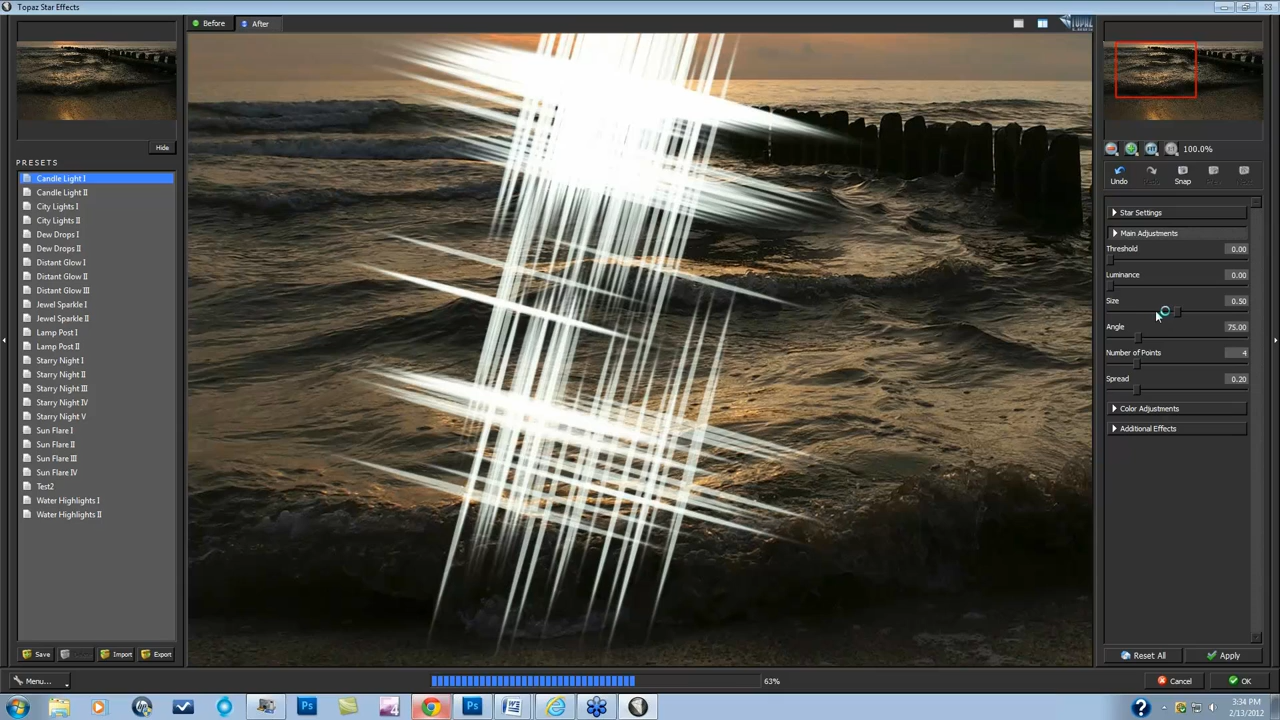 Topaz Star Effects
Before
After
TOPAZ
Hide
100.0%
PRESETS
Undo
Snap
Candle Light I
Candle Light II
City Lights I
City Lights II
Dew Drops I
Dew Drops II
Distant Glow I
Distant Glow II
Distant Glow III
Jewel Sparkle I
Jewel Sparkle II
Lamp Post I
Lamp Post II
Starry Night I
Starry Night II
Starry Night III
Starry Night IV
Starry Night V
Sun Flare I
Sun Flare II
Sun Flare III
Sun Flare IV
Test2
Water Highlights I
Water Highlights II
Star Settings
Main Adjustments
Threshold 0.00
Luminance 0.00
Size 0.50
Angle 75.00
Number of Points 4
Spread 0.20
Color Adjustments
Additional Effects
Save
Import
Export
Reset All
Apply
Menu...
63%
Cancel
OK
3:34 PM
2/13/2012